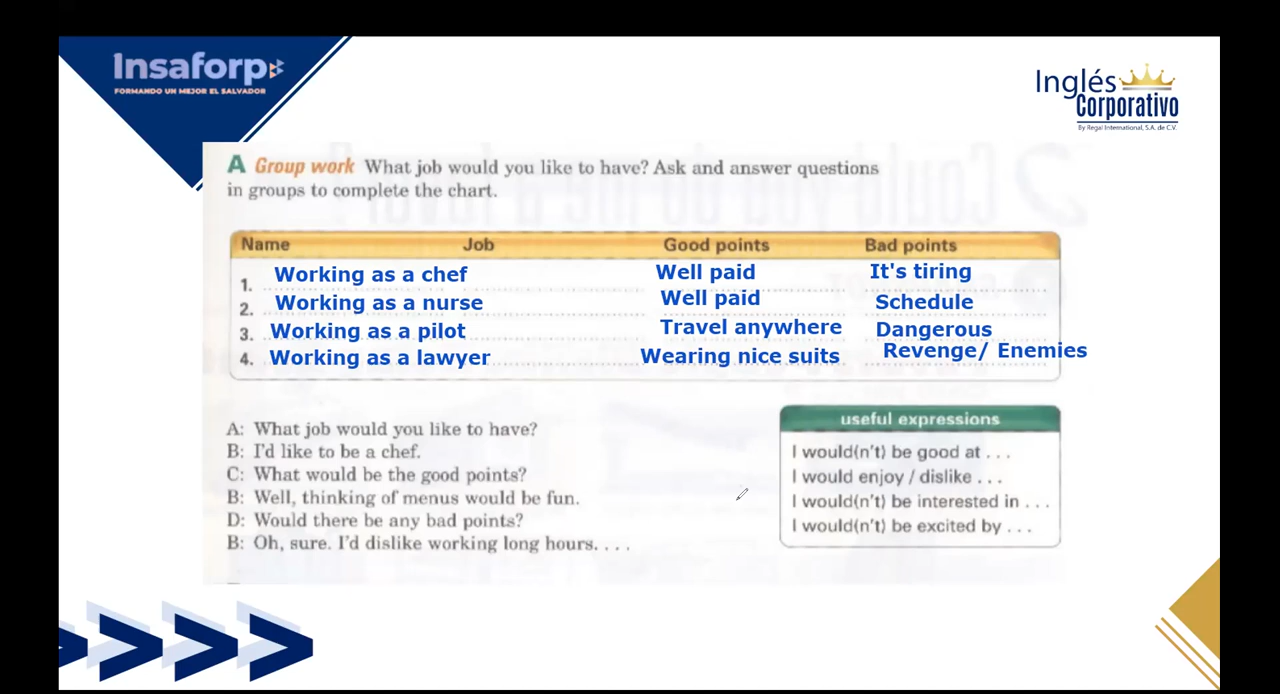 Insaforp
FORMANDO UN MEJOR EL SALVADOR
Inglés
Corporativo
By Regal International, S.A. de C.V.
A Group work What job would you like to have? Ask and answer questions
in groups to complete the chart.
Name Job Good points Bad points
1. Working as a chef Well paid It's tiring
2. Working as a nurse Well paid Schedule
3. Working as a pilot Travel anywhere Dangerous
4. Working as a lawyer Wearing nice suits Revenge/ Enemies
A: What job would you like to have?
B: I'd like to be a chef.
C: What would be the good points?
B: Well, thinking of menus would be fun.
D: Would there be any bad points?
B: Oh, sure. I'd dislike working long hours. . . .
useful expressions
I would(n't) be good at . . .
I would enjoy / dislike . . .
I would(n't) be interested in . . .
I would(n't) be excited by . . .